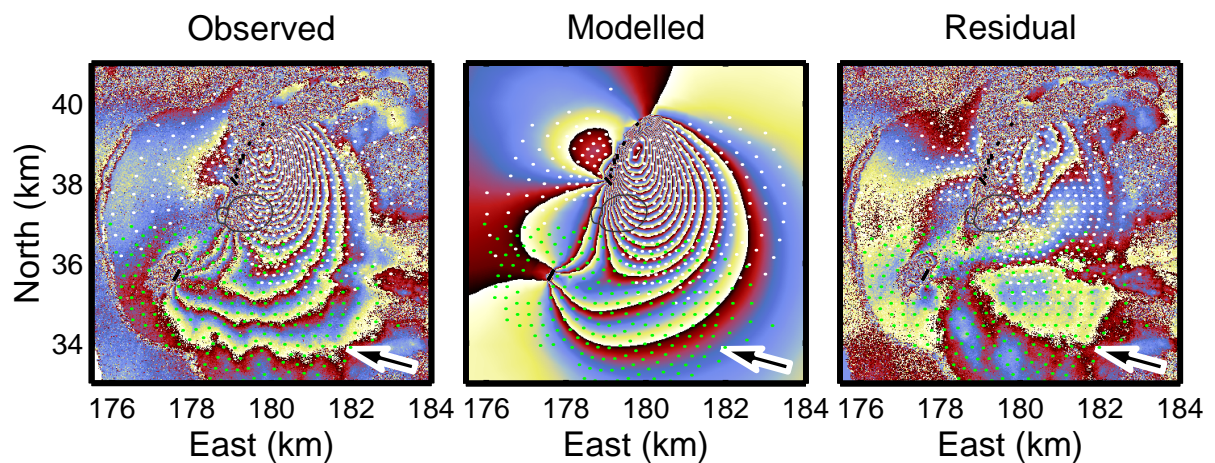 Observed Modelled Residual
40
38
36
34
North (km)
176 178 180 182 184 176 178 180 182 184 176 178 180 182 184
East (km) East (km) East (km)